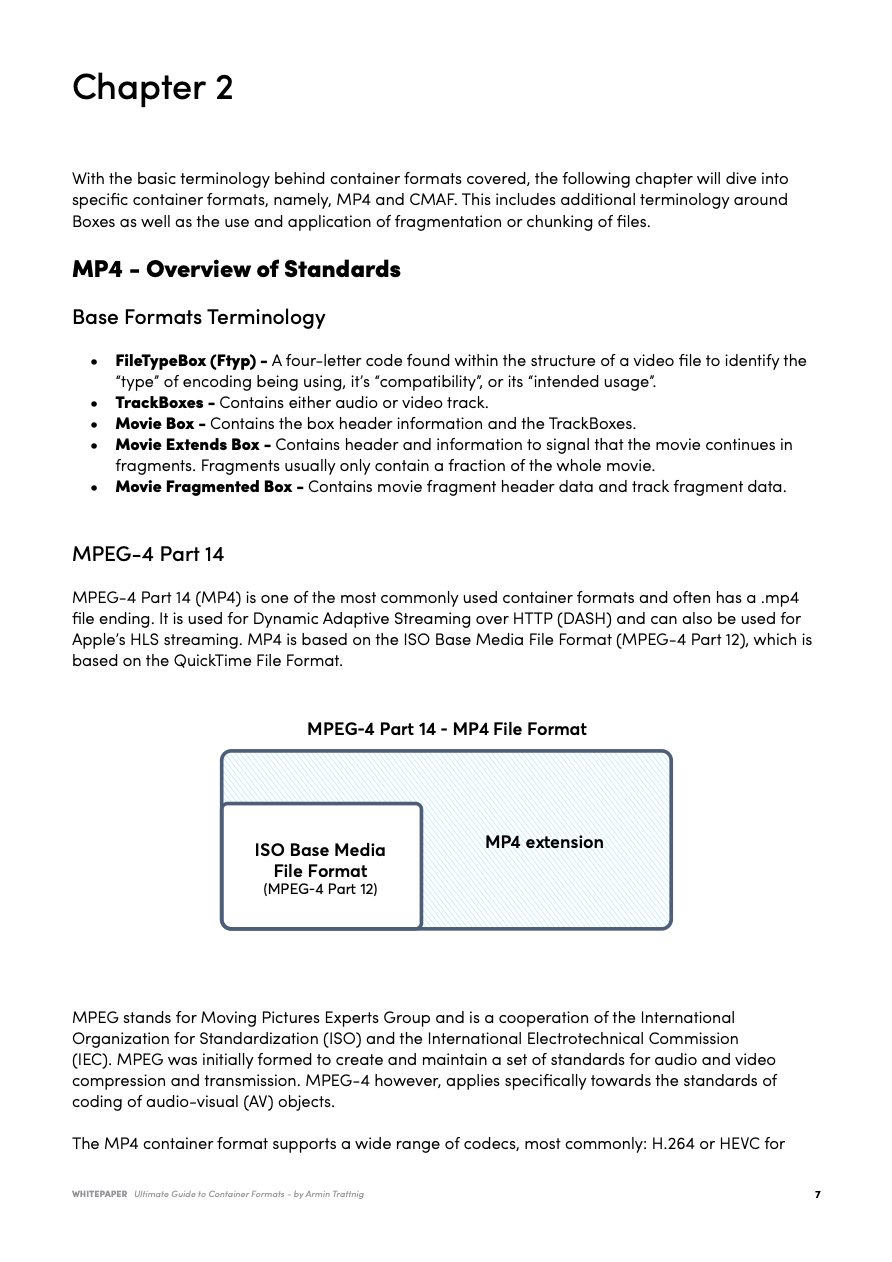 Chapter 2
With the basic terminology behind container formats covered, the following chapter will dive into
specific container formats, namely, MP4 and CMAF. This includes additional terminology around
Boxes as well as the use and application of fragmentation or chunking of files.
MP4 - Overview of Standards
Base Formats Terminology
• FileTypeBox (Ftyp) - A four-letter code found within the structure of a video file to identify the
“type” of encoding being using, it’s “compatibility”, or its “intended usage”.
• TrackBoxes - Contains either audio or video track.
• Movie Box - Contains the box header information and the TrackBoxes.
• Movie Extends Box - Contains header and information to signal that the movie continues in
fragments. Fragments usually only contain a fraction of the whole movie.
• Movie Fragmented Box - Contains movie fragment header data and track fragment data.
MPEG-4 Part 14
MPEG-4 Part 14 (MP4) is one of the most commonly used container formats and often has a .mp4
file ending. It is used for Dynamic Adaptive Streaming over HTTP (DASH) and can also be used for
Apple’s HLS streaming. MP4 is based on the ISO Base Media File Format (MPEG-4 Part 12), which is
based on the QuickTime File Format.
MPEG-4 Part 14 - MP4 File Format
ISO Base Media
File Format
(MPEG-4 Part 12)
MP4 extension
MPEG stands for Moving Pictures Experts Group and is a cooperation of the International
Organization for Standardization (ISO) and the International Electrotechnical Commission
(IEC). MPEG was initially formed to create and maintain a set of standards for audio and video
compression and transmission. MPEG-4 however, applies specifically towards the standards of
coding of audio-visual (AV) objects.
The MP4 container format supports a wide range of codecs, most commonly: H.264 or HEVC for
WHITEPAPER Ultimate Guide to Container Formats - by Armin Trattnig
7